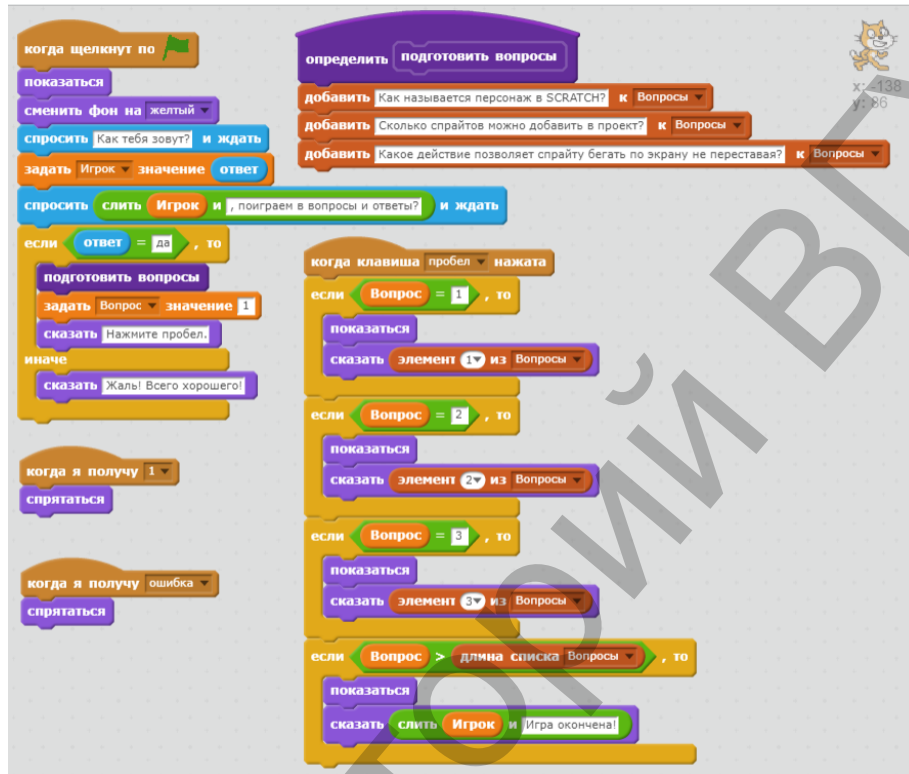 когда щелкнут по
показаться
сменить фон на желтый
спросить Как тебя зовут? и ждать
задать Игрок значение ответ
спросить слить Игрок и , поиграем в вопросы и ответы? и ждать
если ответ = да , то
подготовить вопросы
задать Вопрос значение 1
сказать Нажмите пробел.
иначе
сказать Жаль! Всего хорошего!
когда я получу 1
спрятаться
когда я получу ошибка
спрятаться
определить подготовить вопросы
добавить Как называется персонаж в SCRATCH? к Вопросы
добавить Сколько спрайтов можно добавить в проект? к Вопросы
добавить Какое действие позволяет спрайту бегать по экрану не переставая? к Вопросы
когда клавиша пробел нажата
если Вопрос = 1 , то
показаться
сказать элемент 1 из Вопросы
если Вопрос = 2 , то
показаться
сказать элемент 2 из Вопросы
если Вопрос = 3 , то
показаться
сказать элемент 3 из Вопросы
если Вопрос > длина списка Вопросы , то
показаться
сказать слить Игрок и Игра окончена!
x: -138
y: 86